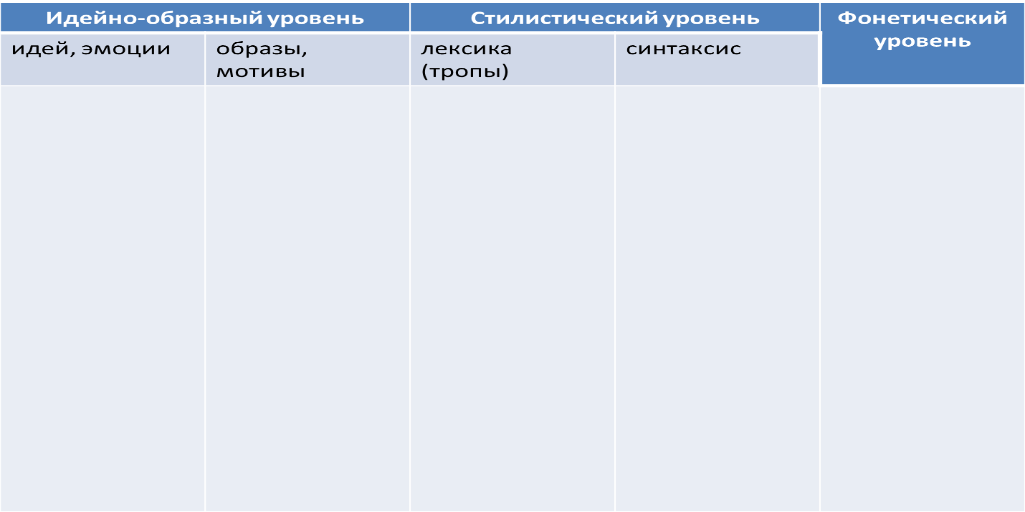 Идейно-образный уровень
Стилистический уровень
Фонетический
уровень
идей, эмоции
образы,
мотивы
лексика
(тропы)
синтаксис